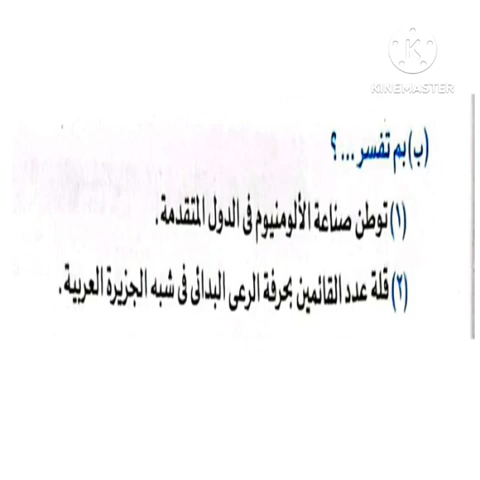 KINEMASTER
(ب) بم تفسر ... ؟
(١) توطن صناعة الألومنيوم فى الدول المتقدمة .
(٢) قلة عدد القائمين بحرفة الرعى البدائى فى شبه الجزيرة العربية .